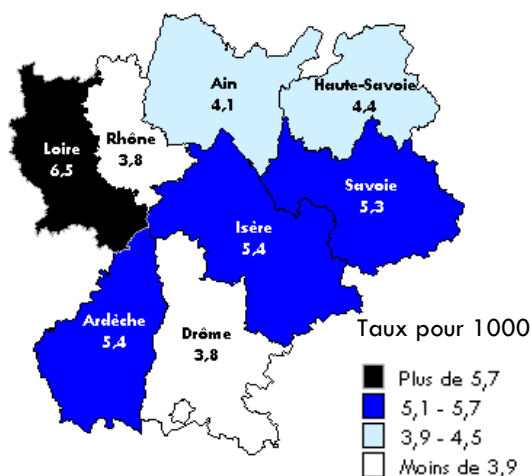 Ain
4,1
Haute-Savoie
4,4
Loire
6,5
Rhône
3,8
Savoie
5,3
Isère
5,4
Ardèche
5,4
Drôme
3,8
Taux pour 1000
Plus de 5,7
5,1 - 5,7
3,9 - 4,5
Moins de 3,9